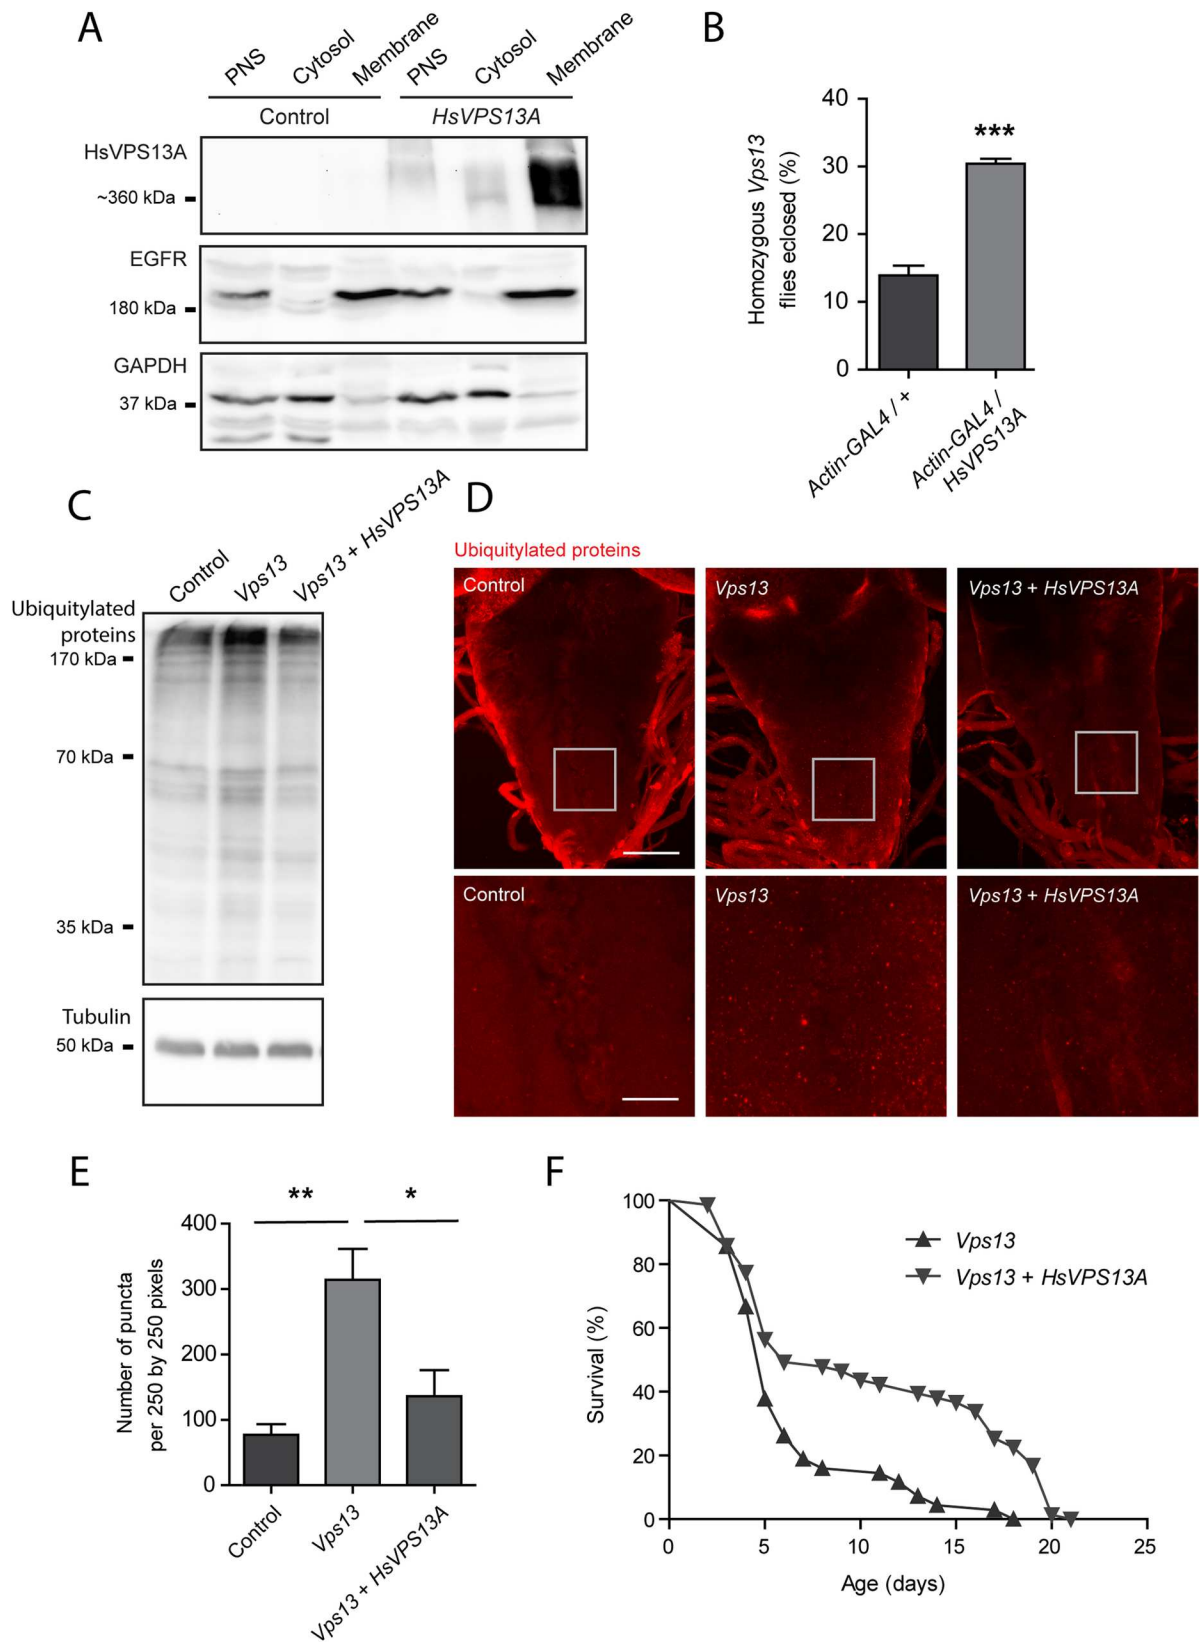 A
PNS
Cytosol
Membrane
PNS
Cytosol
Membrane
Control
HsVPS13A
HsVPS13A
~360 kDa
EGFR
180 kDa
GAPDH
37 kDa
B
Homozygous Vps13
flies eclosed (%)
40
30
20
10
0
***
Actin-GAL4 / +
Actin-GAL4 /
HsVPS13A
C
Control
Vps13
Vps13 + HsVPS13A
Ubiquitylated
proteins
170 kDa
70 kDa
35 kDa
Tubulin
50 kDa
D
Ubiquitylated proteins
Control
Vps13
Vps13 + HsVPS13A
Control
Vps13
Vps13 + HsVPS13A
E
Number of puncta
per 250 by 250 pixels
400
300
200
100
0
**
*
Control
Vps13
Vps13 + HsVPS13A
F
Survival (%)
100
80
60
40
20
0
Vps13
Vps13 + HsVPS13A
0
5
10
15
20
25
Age (days)